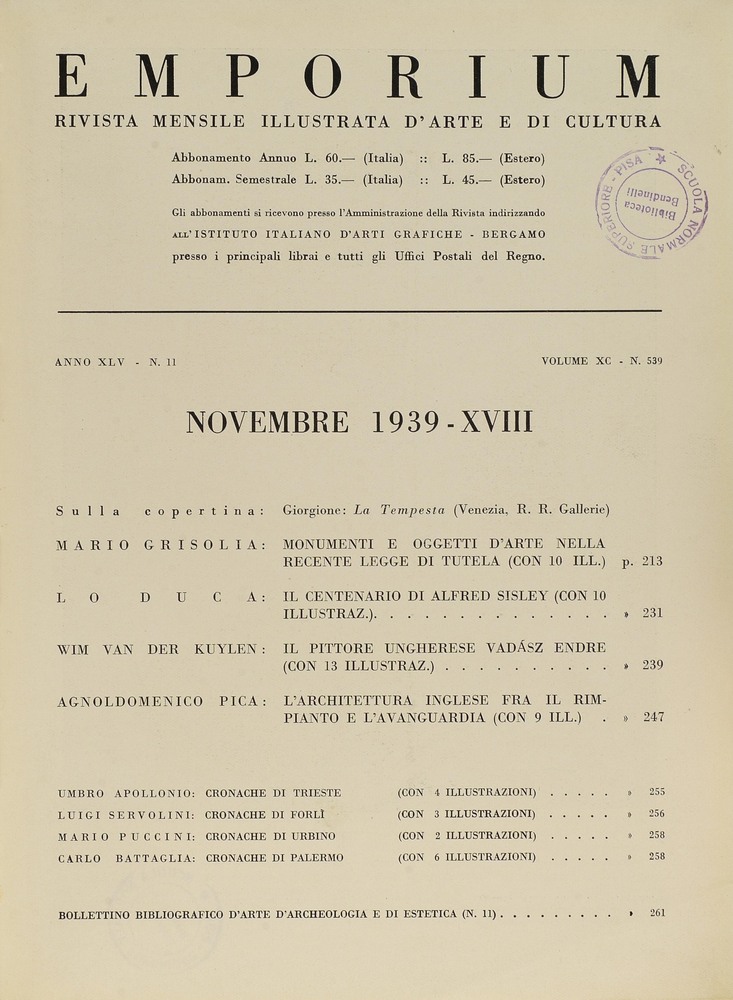 EMPORIUM
RIVISTA MENSILE ILLUSTRATA D'ARTE E DI CULTURA
Abbonamento Annuo L. 60.— (Italia) :: L. 85.— (Estero)
Abbonam. Semestrale L. 35.— (Italia) :: L. 45.— (Estero)
Gli abbonamenti si ricevono presso l'Amministrazione della Rivista indirizzando
ALL'ISTITUTO ITALIANO D'ARTI GRAFICHE - BERGAMO
presso i principali librai e tutti gli Uffici Postali del Regno.
SCUOLA NORMALE SUPERIORE - PISA
Biblioteca
Bendinelli
ANNO XLV - N. 11 VOLUME XC - N. 539
NOVEMBRE 1939-XVIII
Sulla copertina: Giorgione: La Tempesta (Venezia, R. R. Gallerie)
MARIO GRISOLIA: MONUMENTI E OGGETTI D'ARTE NELLA
RECENTE LEGGE DI TUTELA (CON 10 ILL.) p. 213
LO DUCA: IL CENTENARIO DI ALFRED SISLEY (CON 10
ILLUSTRAZ.). . . . . . . . . . . . . . » 231
WIM VAN DER KUYLEN: IL PITTORE UNGHERESE VADÁSZ ENDRE
(CON 13 ILLUSTRAZ.) . . . . . . . . . . » 239
AGNOLDOMENICO PICA: L'ARCHITETTURA INGLESE FRA IL RIM-
PIANTO E L'AVANGUARDIA (CON 9 ILL.) . » 247
UMBRO APOLLONIO: CRONACHE DI TRIESTE (CON 4 ILLUSTRAZIONI) . . . . . » 255
LUIGI SERVOLINI: CRONACHE DI FORLÌ (CON 3 ILLUSTRAZIONI) . . . . . » 256
MARIO PUCCINI: CRONACHE DI URBINO (CON 2 ILLUSTRAZIONI) . . . . . » 258
CARLO BATTAGLIA: CRONACHE DI PALERMO (CON 6 ILLUSTRAZIONI) . . . . . » 258
BOLLETTINO BIBLIOGRAFICO D'ARTE D'ARCHEOLOGIA E DI ESTETICA (N. 11) . . . . . . . . . » 261